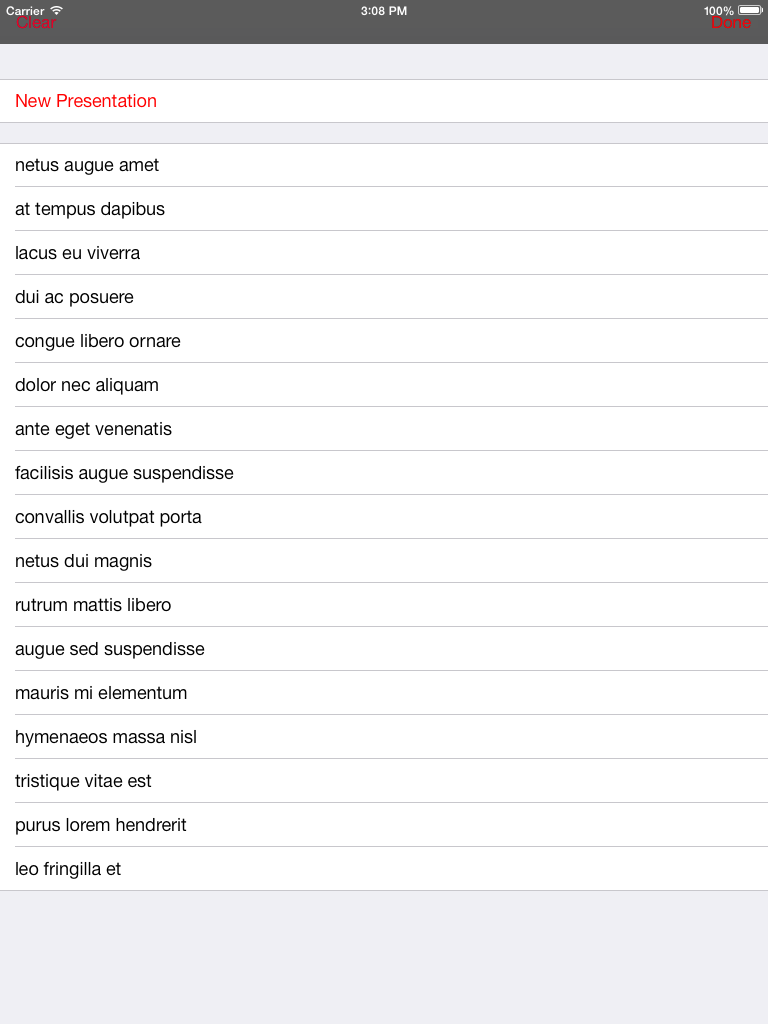 Carrier 3:08 PM 100%
Clear Done
New Presentation
netus augue amet
at tempus dapibus
lacus eu viverra
dui ac posuere
congue libero ornare
dolor nec aliquam
ante eget venenatis
facilisis augue suspendisse
convallis volutpat porta
netus dui magnis
rutrum mattis libero
augue sed suspendisse
mauris mi elementum
hymenaeos massa nisl
tristique vitae est
purus lorem hendrerit
leo fringilla et